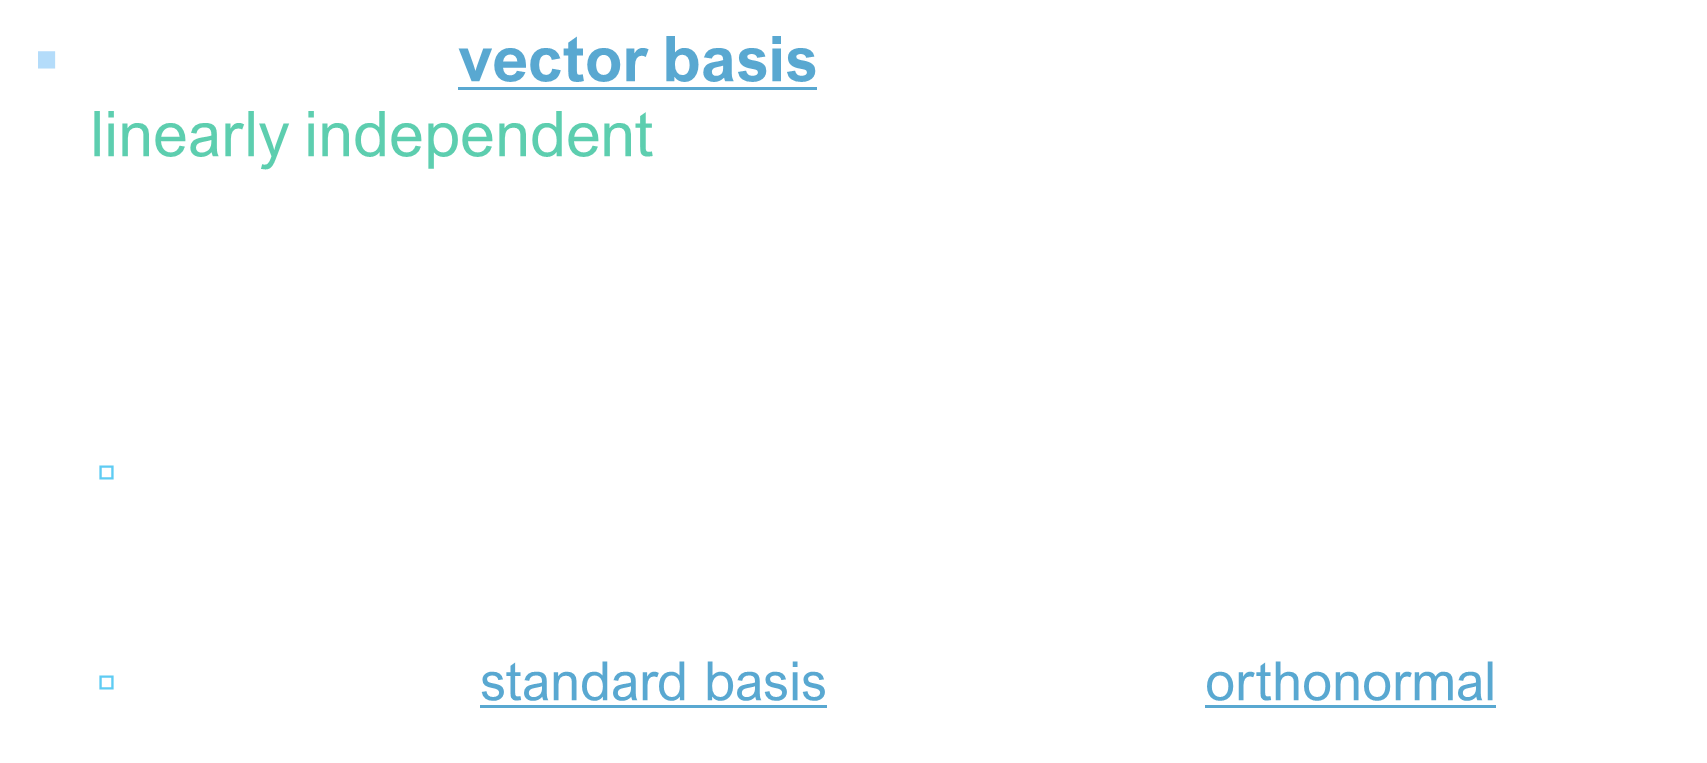 vector basis
linearly independent
standard basis orthonormal